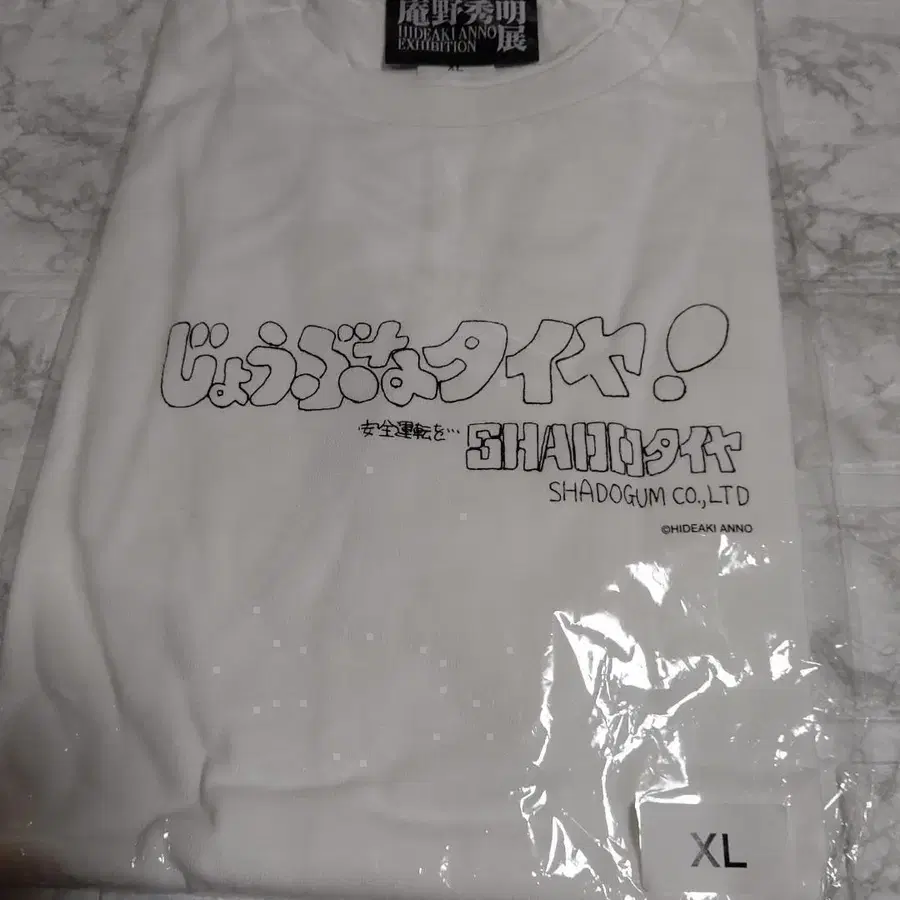 庵野秀明展
HIDEAKI ANNO
EXHIBITION
XL
じょうぶなタイヤ!
安全運転を… SHADOタイヤ
SHADOGUM CO.,LTD
©HIDEAKI ANNO
XL